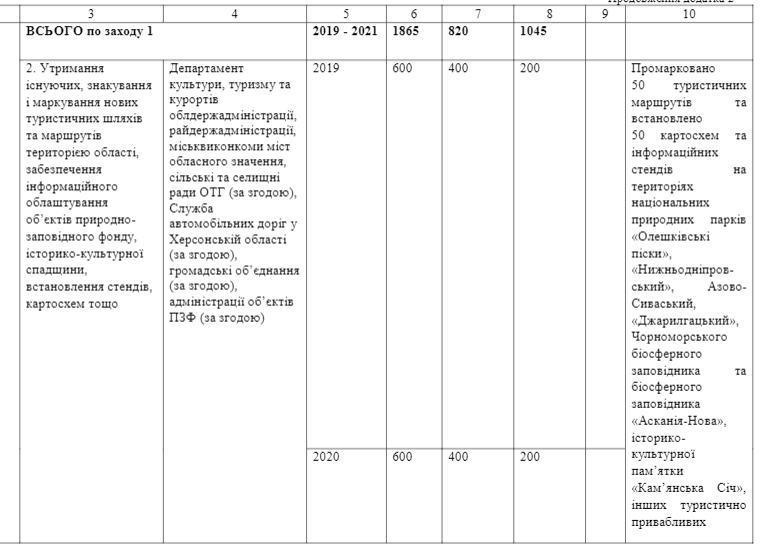 Продовження додатка 2
3 4 5 6 7 8 9 10
ВСЬОГО по заходу 1 2019 - 2021 1865 820 1045
2. Утримання
існуючих, знакування
і маркування нових
туристичних шляхів
та маршрутів
територією області,
забезпечення
інформаційного
облаштування
об’єктів природно-
заповідного фонду,
історико-культурної
спадщини,
встановлення стендів,
картосхем тощо
Департамент
культури, туризму та
курортів
облдержадміністрації,
райдержадміністрації,
міськвиконкоми міст
обласного значення,
сільські та селищні
ради ОТГ (за згодою),
Служба
автомобільних доріг у
Херсонській області
(за згодою),
громадські об’єднання
(за згодою),
адміністрації об’єктів
ПЗФ (за згодою)
2019 600 400 200
2020 600 400 200
Промарковано
50 туристичних
маршрутів та
встановлено
50 картосхем та
інформаційних
стендів на
територіях
національних
природних парків
«Олешківські
піски»,
«Нижньодніпров-
ський», Азово-
Сиваський,
«Джарилгацький»,
Чорноморського
біосферного
заповідника та
біосферного
заповідника
«Асканія-Нова»,
історико-
культурної
пам’ятки
«Кам’янська Січ»,
інших туристично
привабливих